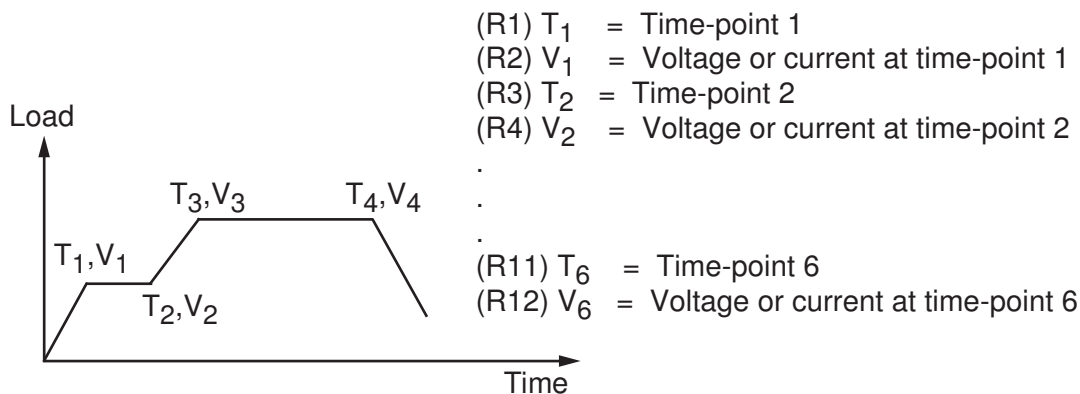 (R1) T1 = Time-point 1
(R2) V1 = Voltage or current at time-point 1
(R3) T2 = Time-point 2
(R4) V2 = Voltage or current at time-point 2
.
.
.
(R11) T6 = Time-point 6
(R12) V6 = Voltage or current at time-point 6
Load
T3,V3
T4,V4
T1,V1
T2,V2
Time